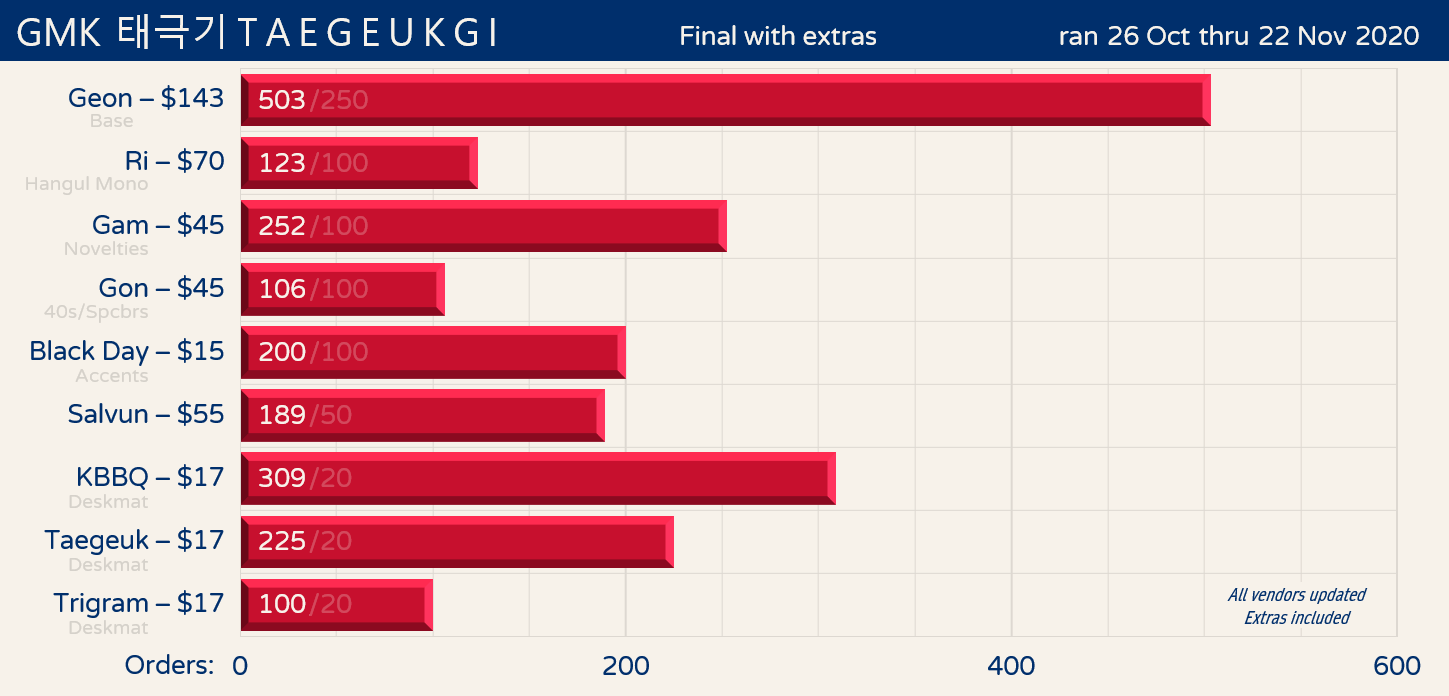 GMK 태극기 TAEGEUKGI Final with extras ran 26 Oct thru 22 Nov 2020
Geon – $143 503/250
Base
Ri – $70 123/100
Hangul Mono
Gam – $45 252/100
Novelties
Gon – $45 106/100
40s/Spcbrs
Black Day – $15 200/100
Accents
Salvun – $55 189/50
KBBQ – $17 309/20
Deskmat
Taegeuk – $17 225/20
Deskmat
Trigram – $17 100/20
Deskmat
All vendors updated
Extras included
Orders: 0 200 400 600